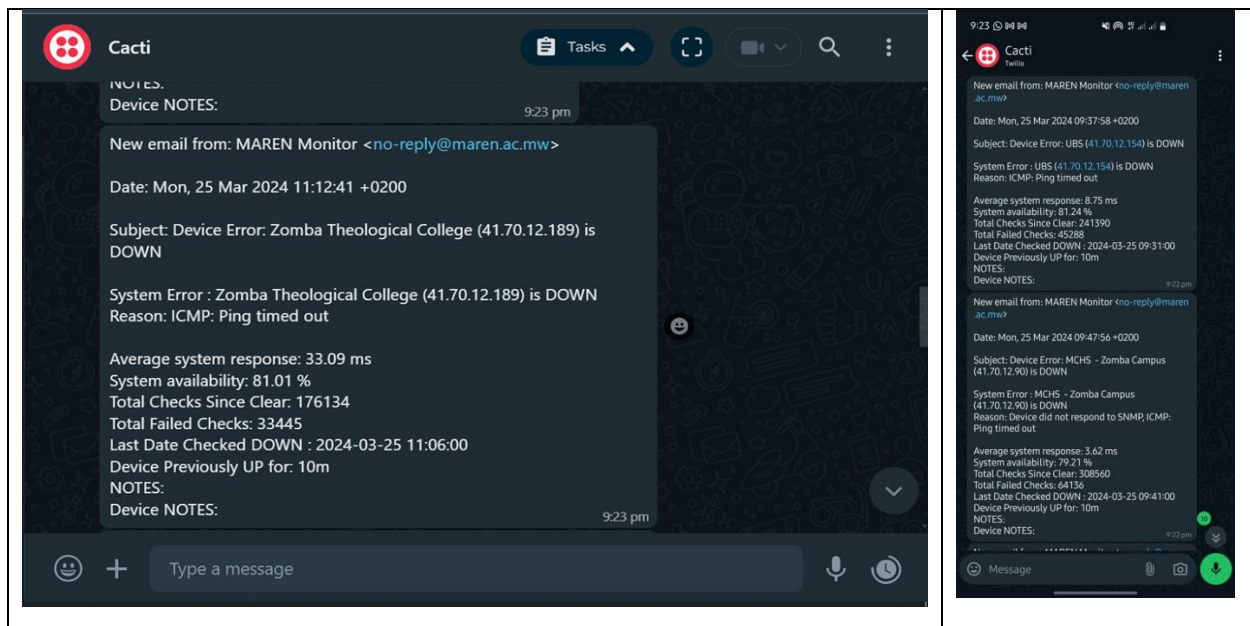 Cacti
Tasks
NOTES:
Device NOTES:
9:23 pm
New email from: MAREN Monitor <no-reply@maren.ac.mw>
Date: Mon, 25 Mar 2024 11:12:41 +0200
Subject: Device Error: Zomba Theological College (41.70.12.189) is
DOWN
System Error : Zomba Theological College (41.70.12.189) is DOWN
Reason: ICMP: Ping timed out
Average system response: 33.09 ms
System availability: 81.01 %
Total Checks Since Clear: 176134
Total Failed Checks: 33445
Last Date Checked DOWN : 2024-03-25 11:06:00
Device Previously UP for: 10m
NOTES:
Device NOTES:
9:23 pm
Type a message
9:23
Cacti
Twilio
New email from: MAREN Monitor <no-reply@maren
.ac.mw>
Date: Mon, 25 Mar 2024 09:37:58 +0200
Subject: Device Error: UBS (41.70.12.154) is DOWN
System Error : UBS (41.70.12.154) is DOWN
Reason: ICMP: Ping timed out
Average system response: 8.75 ms
System availability: 81.24 %
Total Checks Since Clear: 241390
Total Failed Checks: 45288
Last Date Checked DOWN : 2024-03-25 09:31:00
Device Previously UP for: 10m
NOTES:
Device NOTES:
9:22 pm
New email from: MAREN Monitor <no-reply@maren
.ac.mw>
Date: Mon, 25 Mar 2024 09:47:56 +0200
Subject: Device Error: MCHS - Zomba Campus
(41.70.12.90) is DOWN
System Error : MCHS - Zomba Campus
(41.70.12.90) is DOWN
Reason: Device did not respond to SNMP, ICMP:
Ping timed out
Average system response: 3.62 ms
System availability: 79.21 %
Total Checks Since Clear: 308560
Total Failed Checks: 64136
Last Date Checked DOWN : 2024-03-25 09:41:00
Device Previously UP for: 10m
NOTES:
Device NOTES:
9:22 pm
Message